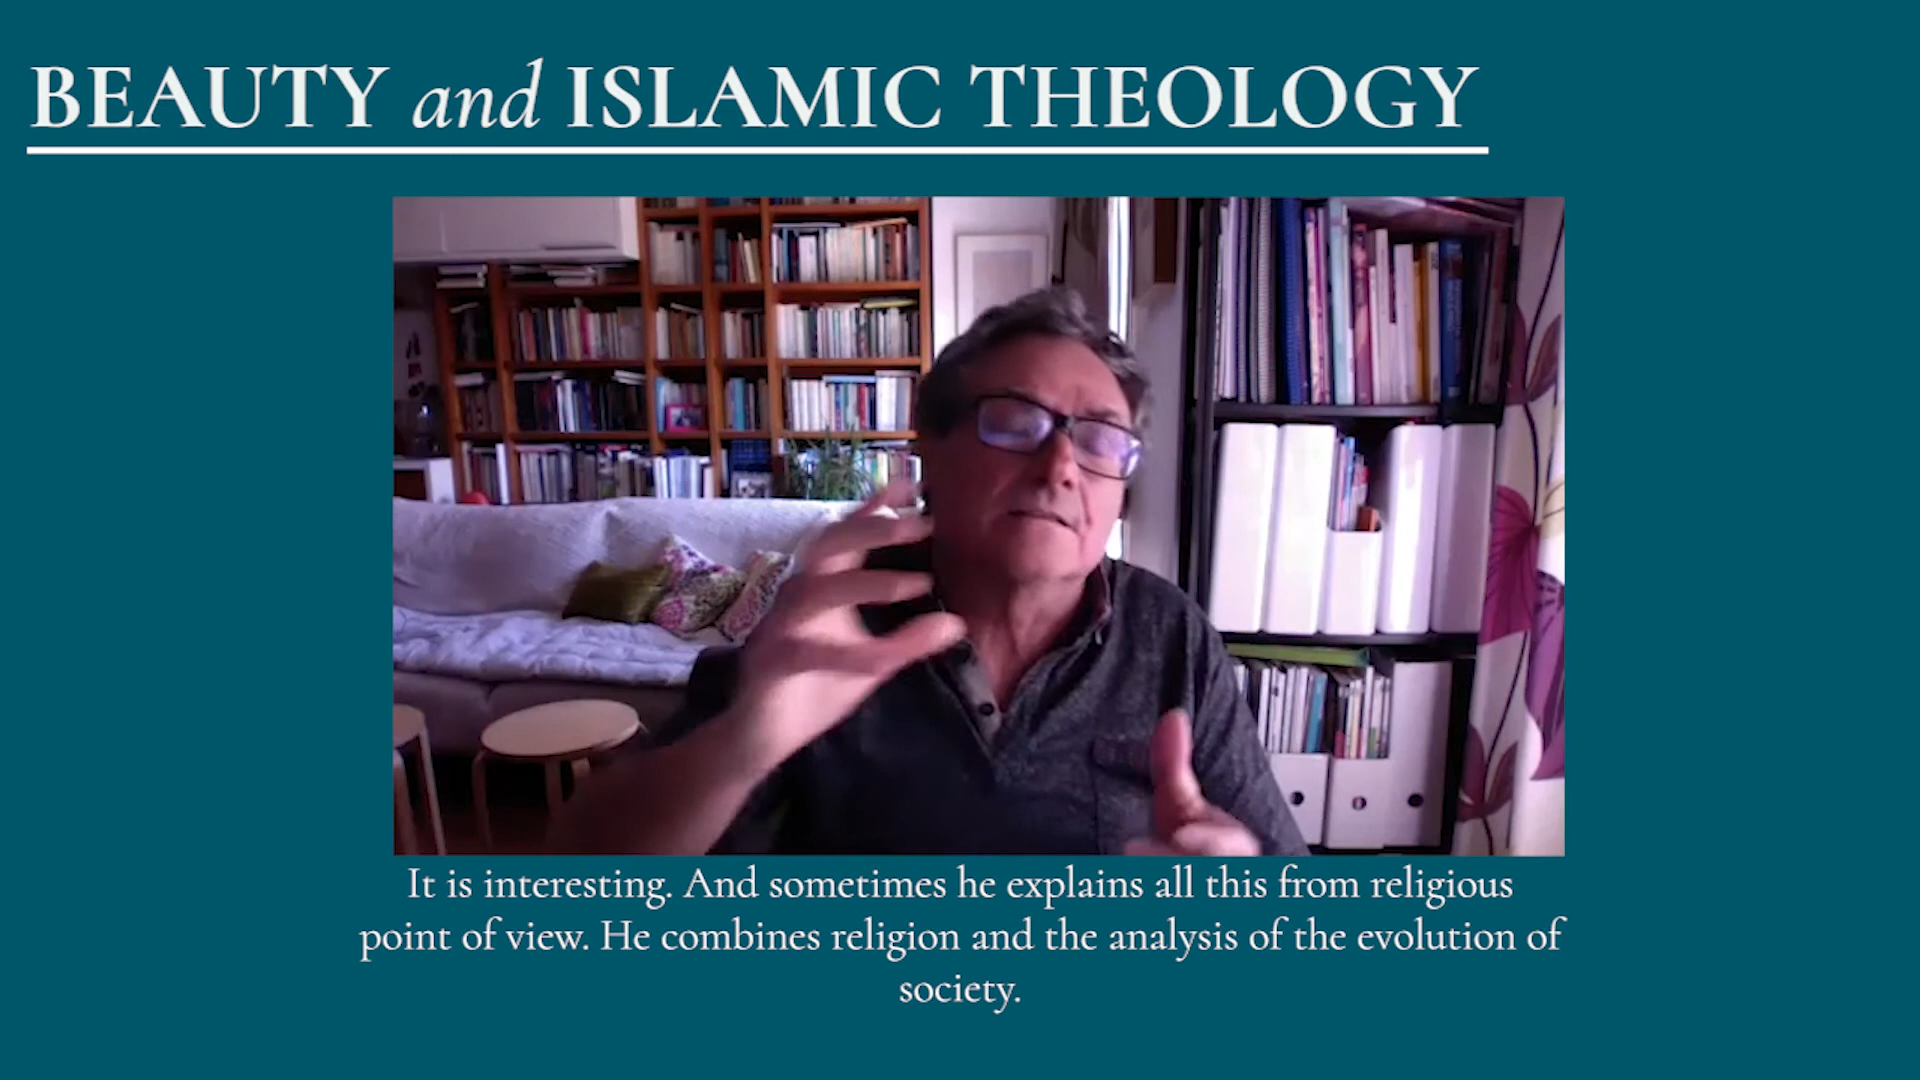 BEAUTY and ISLAMIC THEOLOGY
It is interesting. And sometimes he explains all this from religious
point of view. He combines religion and the analysis of the evolution of
society.